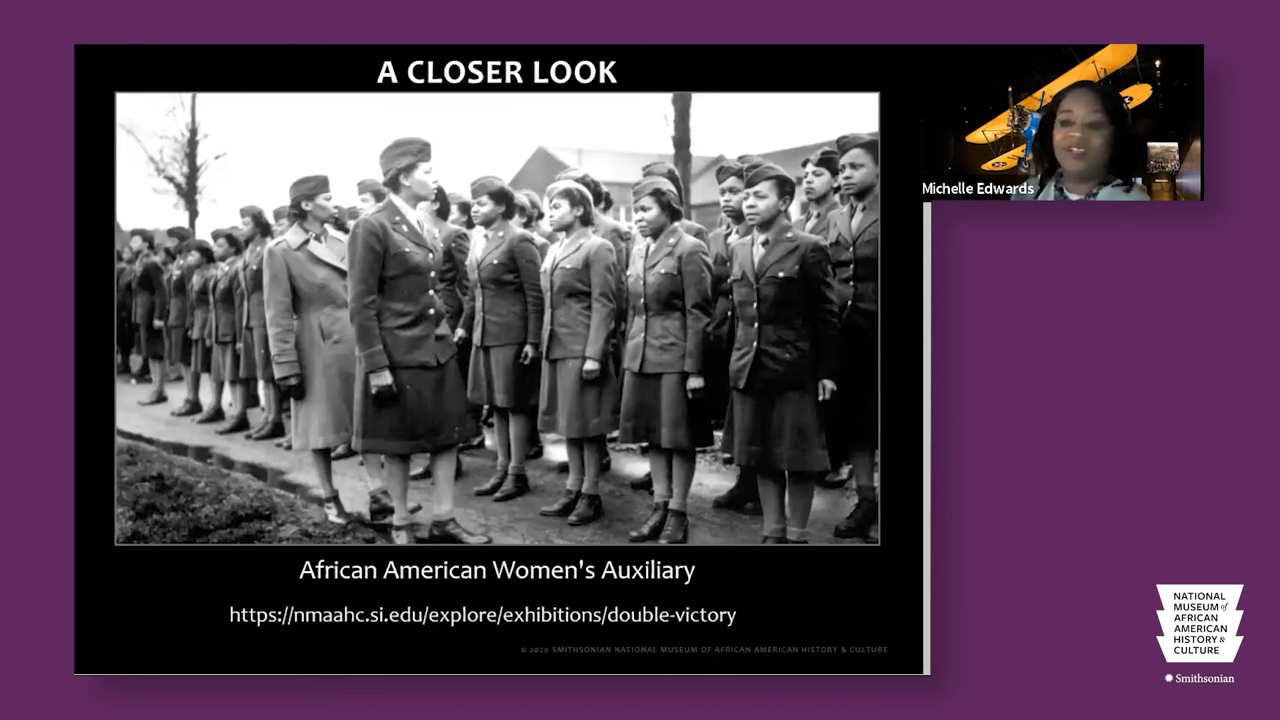 A CLOSER LOOK
Michelle Edwards
African American Women's Auxiliary
https://nmaahc.si.edu/explore/exhibitions/double-victory
© 2020 SMITHSONIAN NATIONAL MUSEUM OF AFRICAN AMERICAN HISTORY & CULTURE
NATIONAL
MUSEUM of
AFRICAN
AMERICAN
HISTORY &
CULTURE
Smithsonian